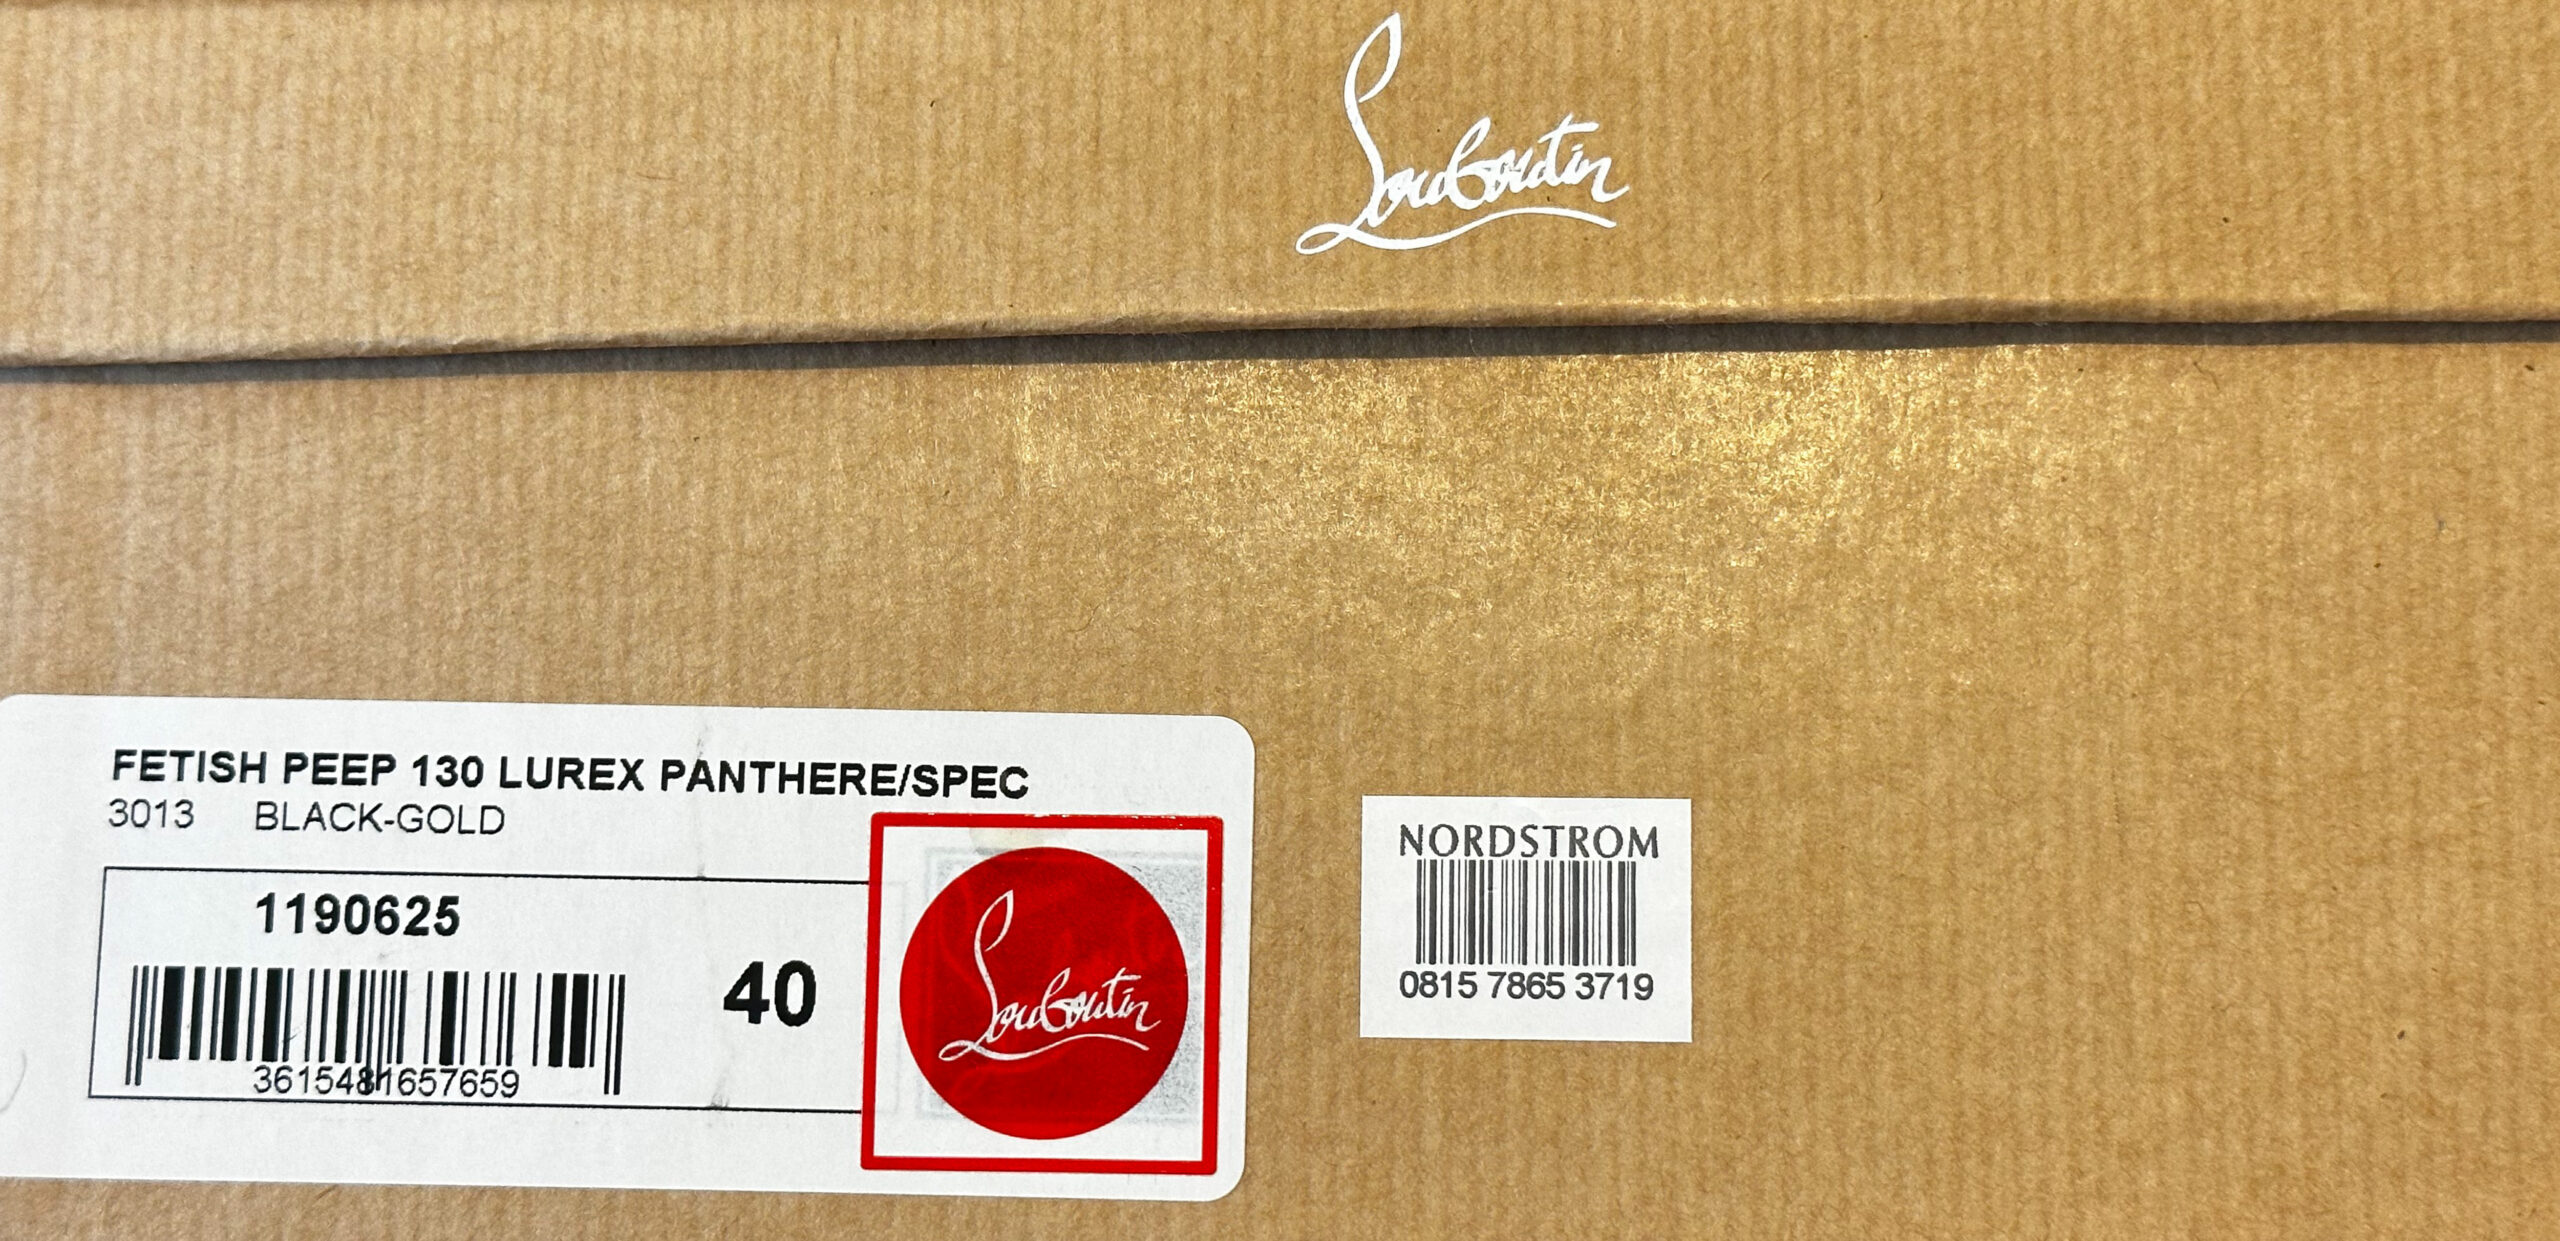 Louboutin
FETISH PEEP 130 LUREX PANTHERE/SPEC
3013 BLACK-GOLD
1190625
40
3615481657659
Louboutin
NORDSTROM
0815 7865 3719